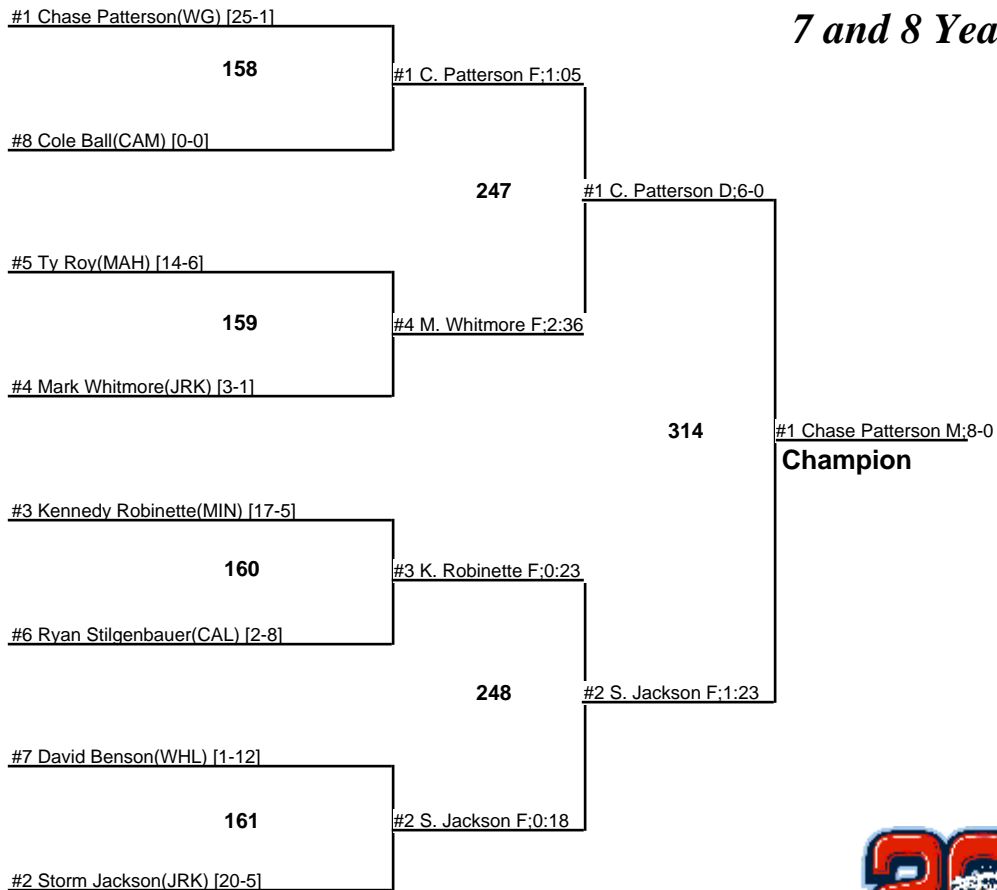 #1 Chase Patterson(WG) [25-1]
7 and 8 Yea
158
#1 C. Patterson F;1:05
#8 Cole Ball(CAM) [0-0]
247
#1 C. Patterson D;6-0
#5 Ty Roy(MAH) [14-6]
159
#4 M. Whitmore F;2:36
#4 Mark Whitmore(JRK) [3-1]
314
#1 Chase Patterson M;8-0
Champion
#3 Kennedy Robinette(MIN) [17-5]
160
#3 K. Robinette F;0:23
#6 Ryan Stilgenbauer(CAL) [2-8]
248
#2 S. Jackson F;1:23
#7 David Benson(WHL) [1-12]
161
#2 S. Jackson F;0:18
#2 Storm Jackson(JRK) [20-5]